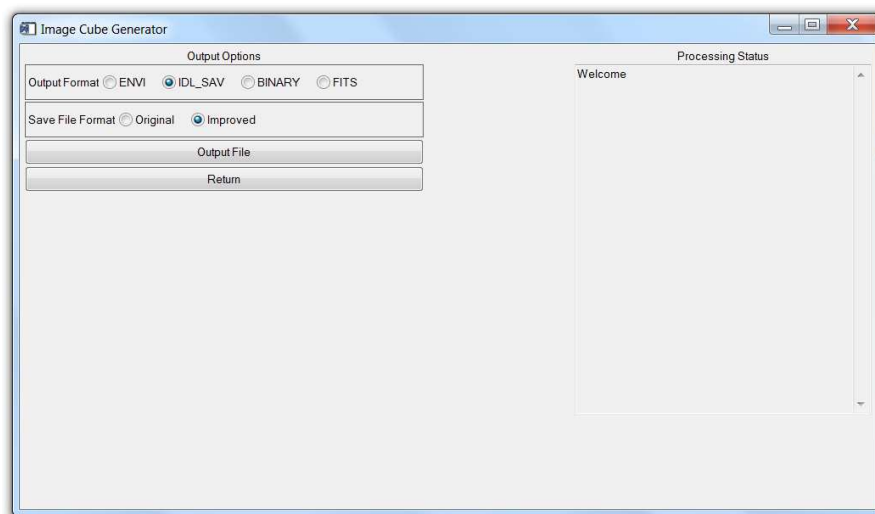 Image Cube Generator
Output Options
Output Format ENVI IDL_SAV BINARY FITS
Save File Format Original Improved
Output File
Return
Processing Status
Welcome